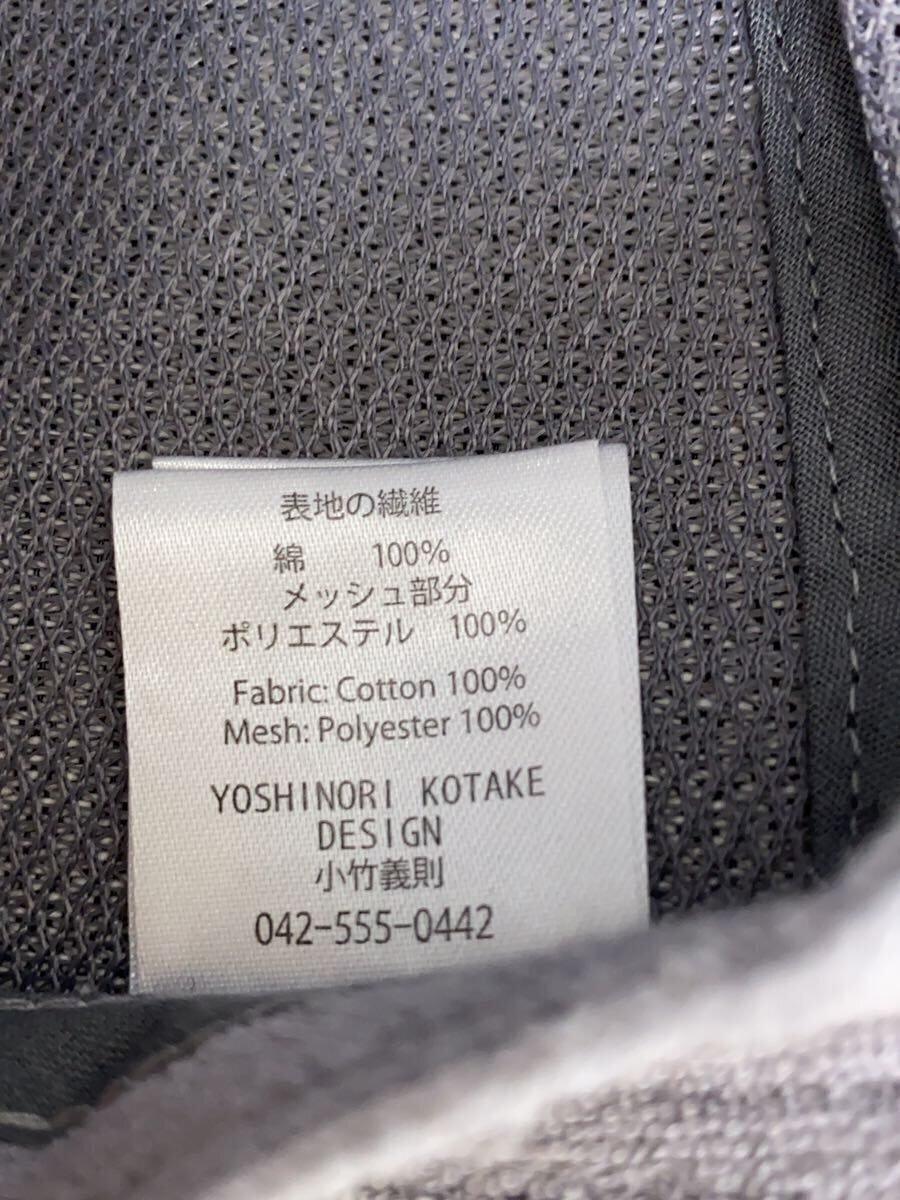 表地の繊維
綿 100%
メッシュ部分
ポリエステル 100%
Fabric: Cotton 100%
Mesh: Polyester 100%
YOSHINORI KOTAKE
DESIGN
小竹義則
042-555-0442